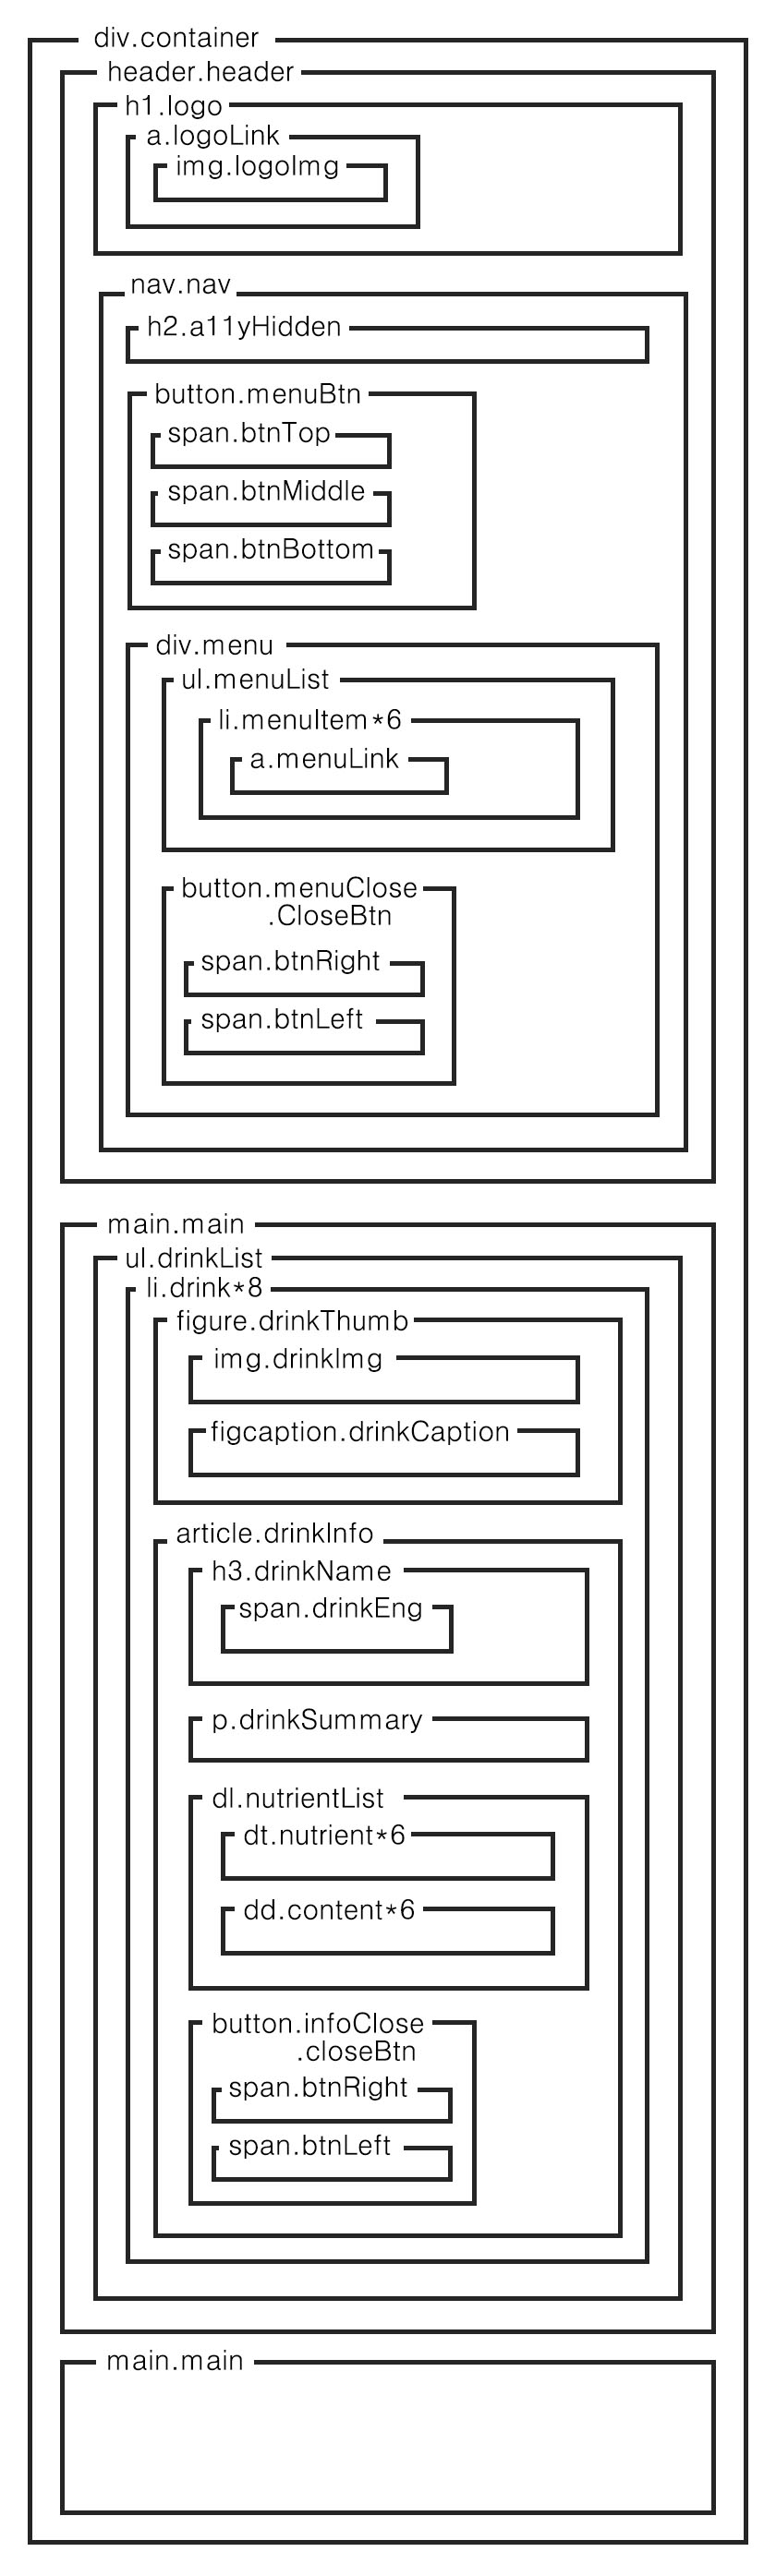 div.container
header.header
h1.logo
a.logoLink
img.logoImg
nav.nav
h2.a11yHidden
button.menuBtn
span.btnTop
span.btnMiddle
span.btnBottom
div.menu
ul.menuList
li.menuItem*6
a.menuLink
button.menuClose
.CloseBtn
span.btnRight
span.btnLeft
main.main
ul.drinkList
li.drink*8
figure.drinkThumb
img.drinkImg
figcaption.drinkCaption
article.drinkInfo
h3.drinkName
span.drinkEng
p.drinkSummary
dl.nutrientList
dt.nutrient*6
dd.content*6
button.infoClose
.closeBtn
span.btnRight
span.btnLeft
main.main